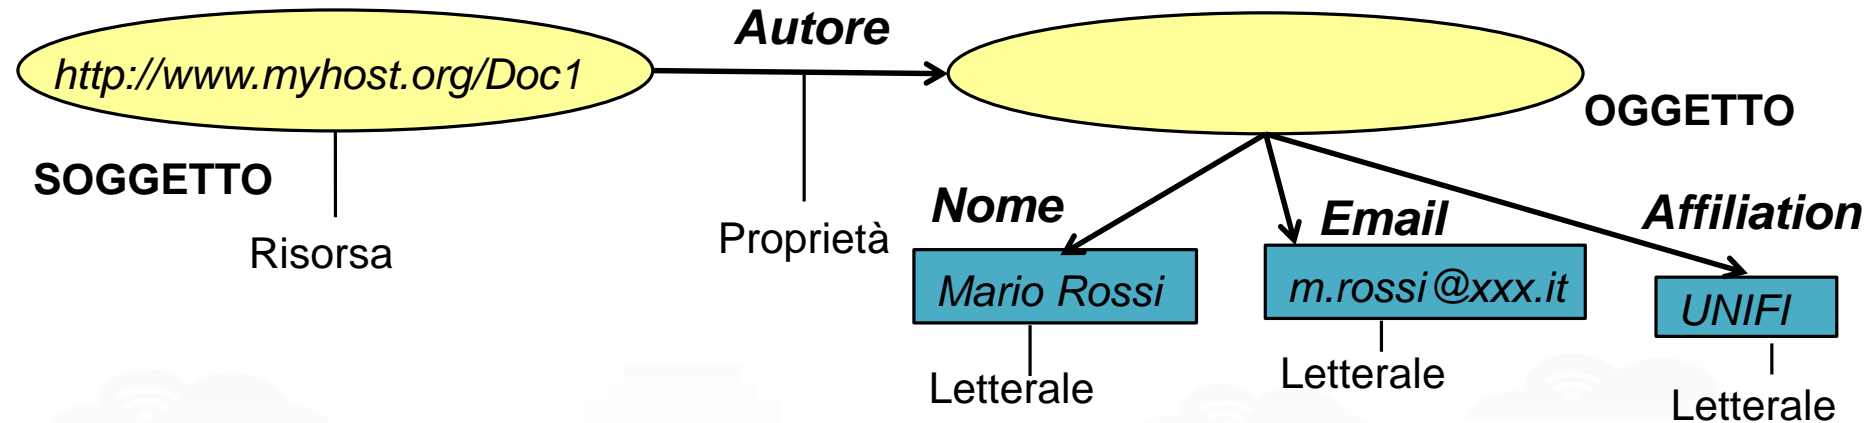 Autore
http://www.myhost.org/Doc1
OGGETTO
SOGGETTO
Risorsa
Proprietà
Nome
Email
Affiliation
Mario Rossi
m.rossi@xxx.it
UNIFI
Letterale
Letterale
Letterale